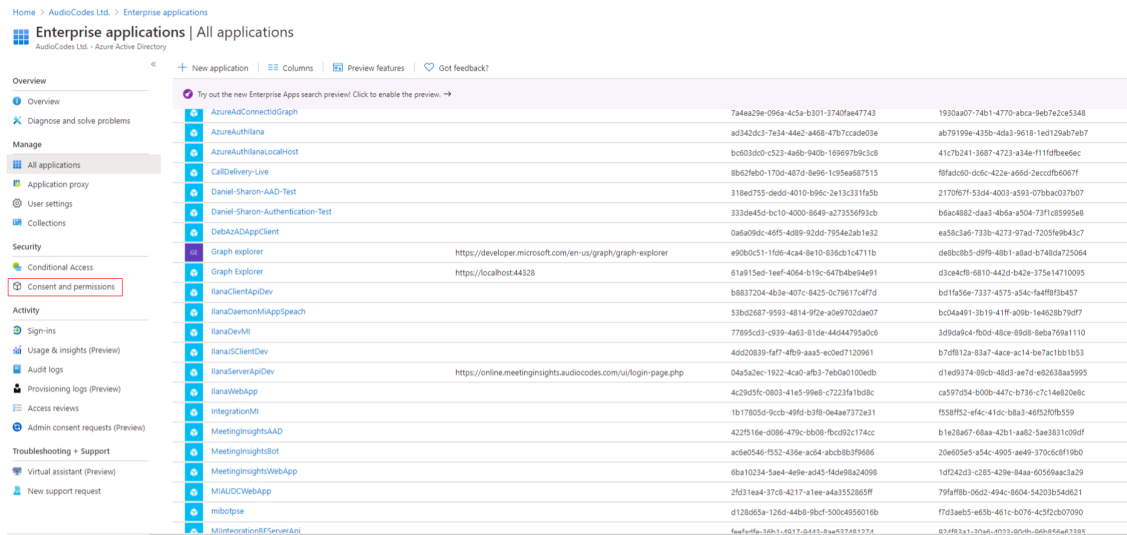 Home > AudioCodes Ltd. > Enterprise applications
Enterprise applications | All applications
AudioCodes Ltd. - Azure Active Directory
«
Overview
Overview
Diagnose and solve problems
Manage
All applications
Application proxy
User settings
Collections
Security
Conditional Access
Consent and permissions
Activity
Sign-ins
Usage & insights (Preview)
Audit logs
Provisioning logs (Preview)
Access reviews
Admin consent requests (Preview)
Troubleshooting + Support
Virtual assistant (Preview)
New support request
New application Columns Preview features Got feedback?
Try out the new Enterprise Apps search preview! Click to enable the preview. →
AzureAdConnectidGraph 7a4ea29e-096a-4c5a-b301-3740fae47743 1930aa07-74b1-4770-abca-9eb7e2ce5348
AzureAuthIlana ad342dc3-7e34-44e2-a468-47b7ccade03e ab79199e-435b-4da3-9618-1ed129ab7eb7
AzureAuthIlanaLocalHost bc603dc0-c523-4a6b-940b-169697b9c3c8 41c7b241-3687-4723-a34e-f11fdfbee6ec
CallDelivery-Live 8b62feb0-170d-487d-8e96-1c95ea687515 f8fadc60-dc6c-422e-a66d-2eccdfb6067f
Daniel-Sharon-AAD-Test 318ed755-dedd-4010-b96c-2e13c331fa5b 2170f67f-53d4-4003-a593-07bbac037b07
Daniel-Sharon-Authentication-Test 333de45d-bc10-4000-8649-a273556f93cb b6ac4882-daa3-4b6a-a504-73f1c85995e8
DebAzADAppClient 0a6a09dc-46f5-4d89-92dd-7954e2ab1e32 ea58c3a6-733b-4273-97ad-7205fe9b43c7
GE Graph explorer https://developer.microsoft.com/en-us/graph/graph-explorer e90b0c51-1fd6-4ca4-8e10-836cb1c4711b de8bc8b5-d9f9-48b1-a8ad-b748da725064
Graph Explorer https://localhost:44328 61a915ed-1eef-4064-b19c-647b4be94e91 d3ce4cf8-6810-442d-b42e-375e14710095
IlanaClientApiDev b8837204-4b3e-407c-8425-0c79617c4f7d bd1fa56e-7337-4575-a54c-fa4ff8f3b457
IlanaDaemonMiAppSpeach 53bd2687-9593-4814-9f2e-a0e9702dae07 bc04a491-3b19-41ff-a09b-1e4628b79df7
IlanaDevMI 77895cd3-c939-4a63-81de-44d44795a0c6 3d9da9c4-fb0d-48ce-89d8-8eba769a1110
IlanaJSClientDev 4dd20839-faf7-4fb9-aaa5-ec0ed7120961 b7df812a-83a7-4ace-ac14-be7ac1bb1b53
IlanaServerApiDev https://online.meetinginsights.audiocodes.com/ui/login-page.php 04a5a2ec-1922-4ca0-afb3-7eb0a0100edb d1ed9374-89cb-48d3-ae7d-e82638aa5995
IlanaWebApp 4c29d5fc-0803-41e5-99e8-c7223fa1bd8c ca597d54-b00b-447c-b736-c7c14e820e8c
IntegrationMI 1b17805d-9ccb-49fd-b3f8-0e4ae7372e31 f558ff52-ef4c-41dc-b8a3-46f52f0fb559
MeetingInsightsAAD 422f516e-d086-479c-bb08-fbcd92c174cc b1e28a67-68aa-42b1-aa82-5ae3831c09df
MeetingInsightsBot ac6e0546-f552-436e-ac64-abcb8b3f9686 20e605e5-a54c-4905-ae49-370c6c8f19b0
MeetingInsightsWebApp 6ba10234-5ae4-4e9e-ad45-f4de98a24098 1df242d3-c285-429e-84aa-60569aac3a29
MIAUDCWebApp 2fd31ea4-37c8-4217-a1ee-a4a3552865ff 79faff8b-06d2-494c-8604-54203b54d621
mibotpse d128d65a-126d-44b8-9bcf-500c4956016b f7d3aeb5-e65b-461c-b076-4c5f2cb07090
MIIntegrationBEServerApi feefadfe-36b1-4917-9443-8ae537481274 924f83a1-30a6-4023-90db-96b856e62385